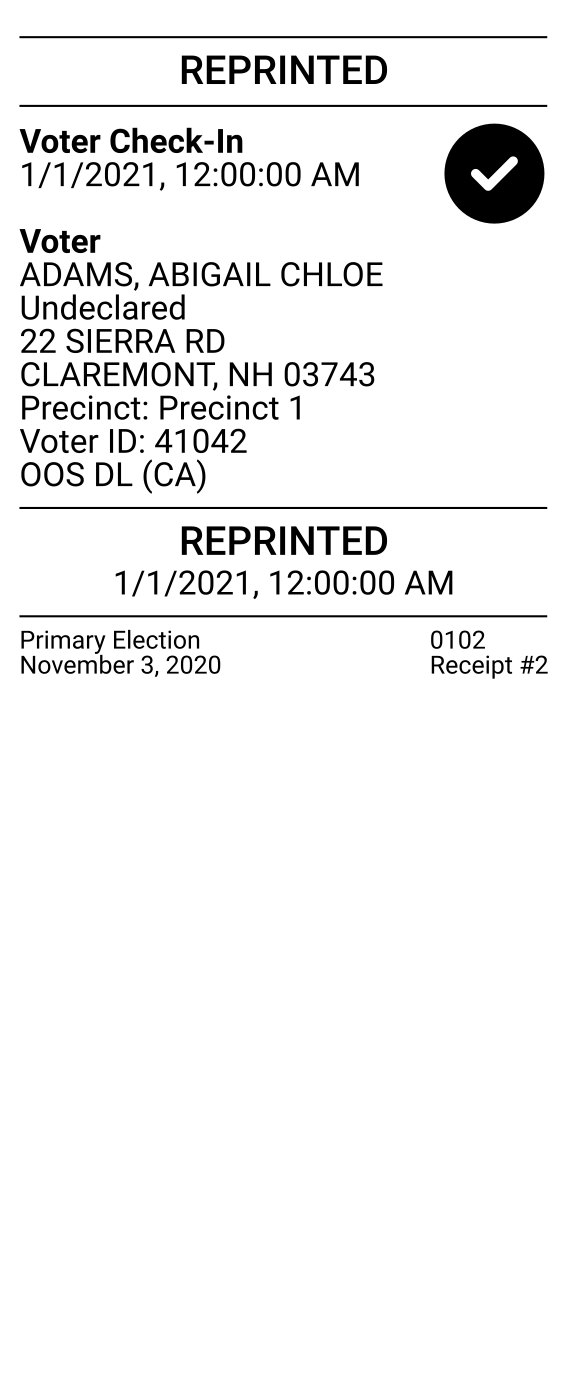 REPRINTED
Voter Check-In
1/1/2021, 12:00:00 AM
Voter
ADAMS, ABIGAIL CHLOE
Undeclared
22 SIERRA RD
CLAREMONT, NH 03743
Precinct: Precinct 1
Voter ID: 41042
OOS DL (CA)
REPRINTED
1/1/2021, 12:00:00 AM
Primary Election 0102
November 3, 2020 Receipt #2